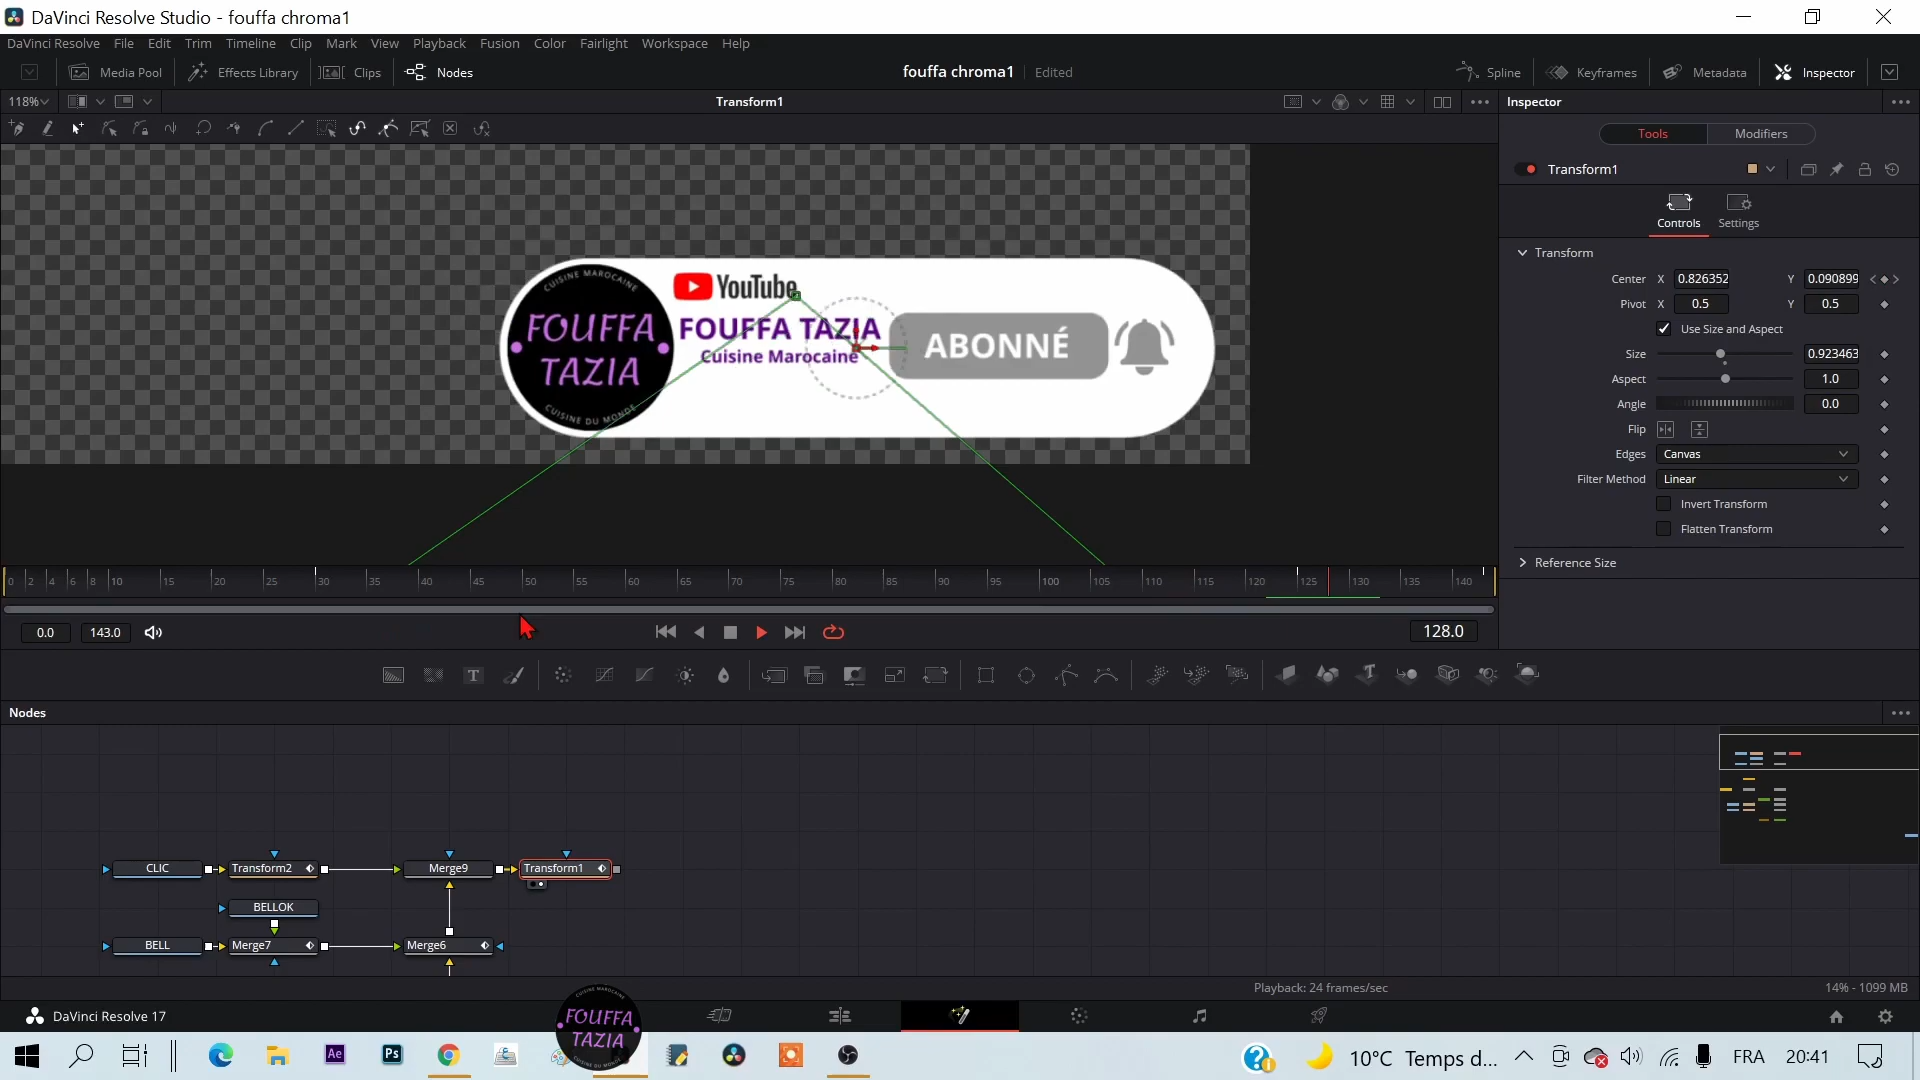 DaVinci Resolve Studio - fouffa chroma1
DaVinci Resolve File Edit Trim Timeline Clip Mark View Playback Fusion Color Fairlight Workspace Help
Media Pool Effects Library Clips Nodes fouffa chroma1 Edited Spline Keyframes Metadata Inspector
118% Transform1 Inspector
Tools Modifiers
Transform1
Controls Settings
Transform
Center X 0.826352 Y 0.090899
Pivot X 0.5 Y 0.5
Use Size and Aspect
Size 0.923463
Aspect 1.0
Angle 0.0
Flip
Edges Canvas
Filter Method Linear
Invert Transform
Flatten Transform
Reference Size
CUISINE MAROCAINE
FOUFFA
TAZIA
CUISINE DU MONDE
YouTube
FOUFFA TAZIA
Cuisine Marocaine
ABONNÉ
0 2 4 6 8 10 15 20 25 30 35 40 45 50 55 60 65 70 75 80 85 90 95 100 105 110 115 120 125 130 135 140
0.0 143.0 128.0
Nodes
CLIC Transform2 Merge9 Transform1
BELLOK
BELL Merge7 Merge6
Playback: 24 frames/sec 14% - 1099 MB
DaVinci Resolve 17
CUISINE MAROCAINE
FOUFFA
TAZIA
CUISINE DU MONDE
Ae Ps 10°C Temps d... FRA 20:41